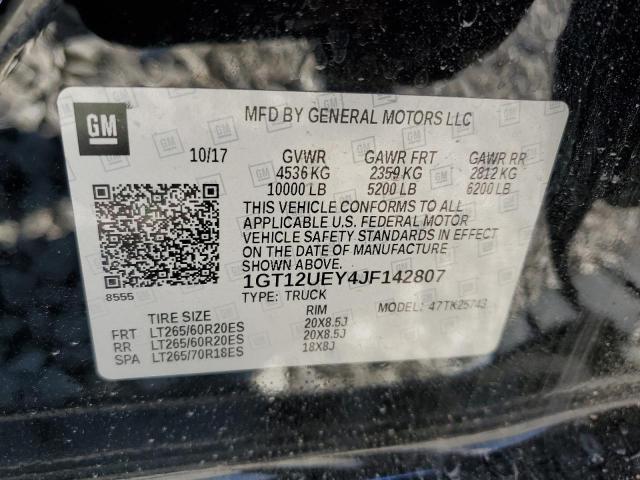 MFD BY GENERAL MOTORS LLC
GM
10/17 GVWR GAWR FRT GAWR RR
4536 KG 2359 KG 2812 KG
10000 LB 5200 LB 6200 LB
THIS VEHICLE CONFORMS TO ALL
APPLICABLE U.S. FEDERAL MOTOR
VEHICLE SAFETY STANDARDS IN EFFECT
ON THE DATE OF MANUFACTURE
SHOWN ABOVE.
8555
1GT12UEY4JF142807
TYPE: TRUCK MODEL: 47TK25743
TIRE SIZE RIM
FRT LT265/60R20ES 20X8.5J
RR LT265/60R20ES 20X8.5J
SPA LT265/70R18ES 18X8J